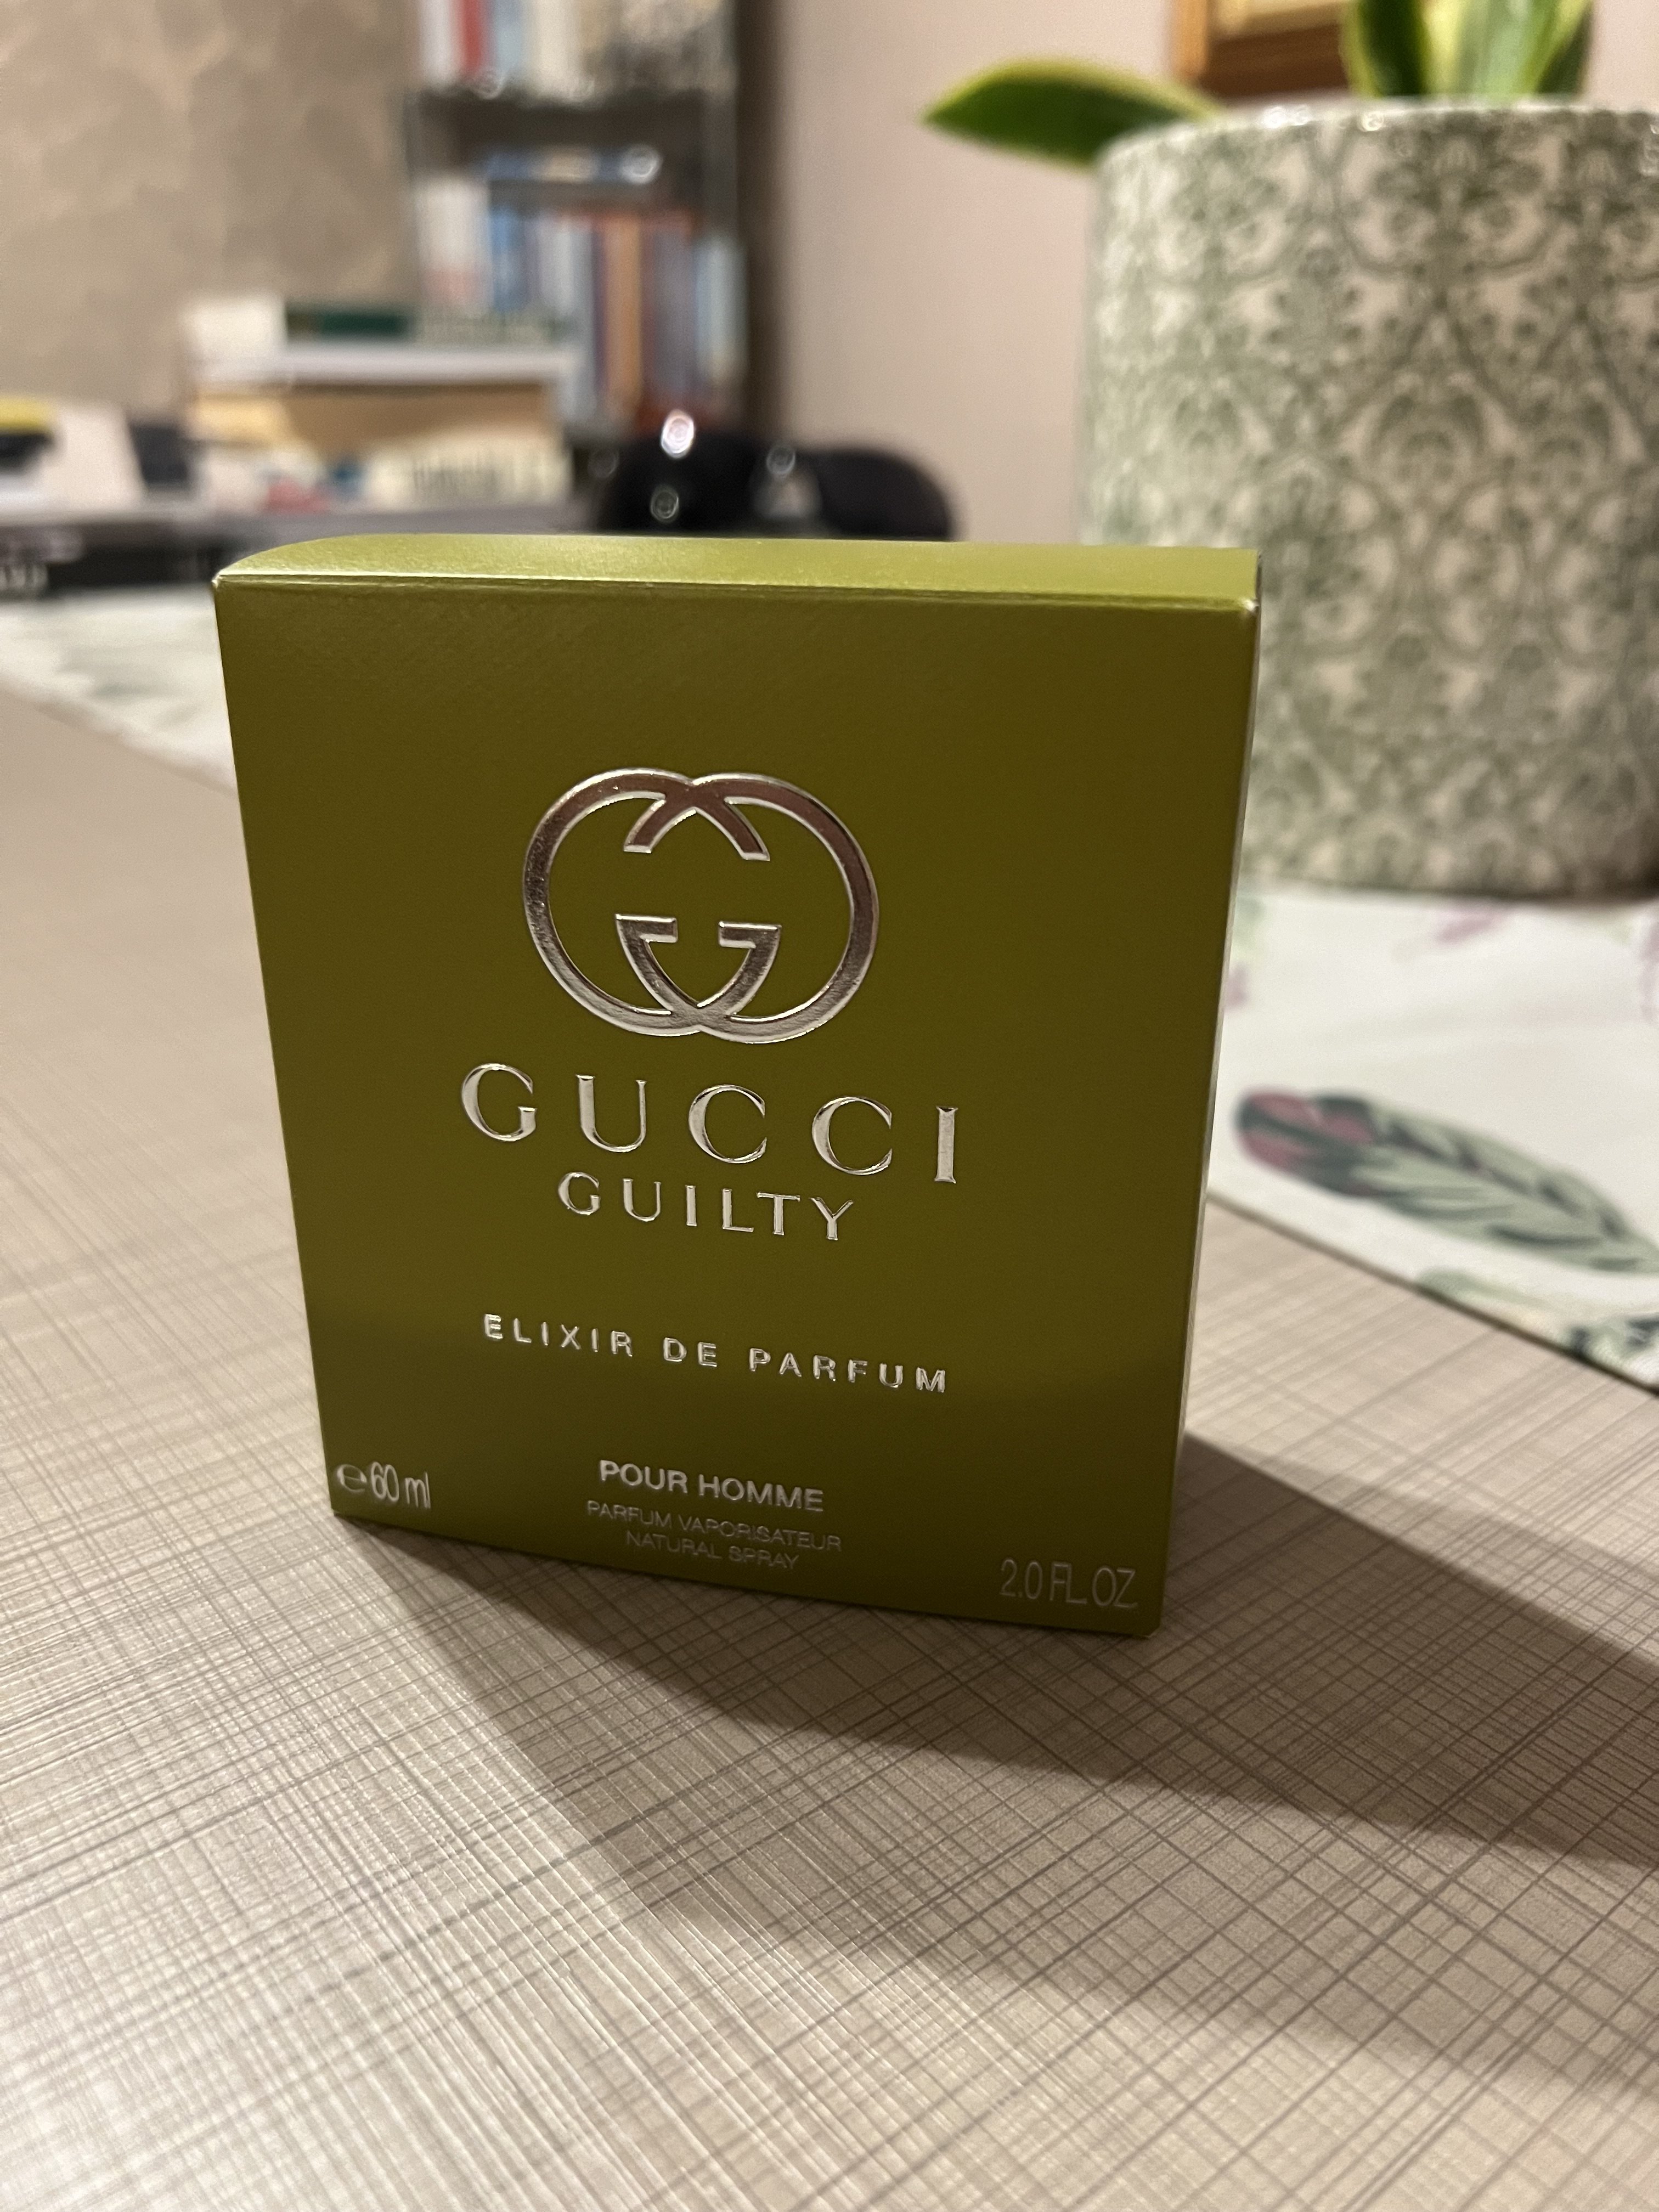 GUCCI
GUILTY
ELIXIR DE PARFUM
POUR HOMME
PARFUM VAPORISATEUR
NATURAL SPRAY
℮60 ml
2.0 FL.OZ.